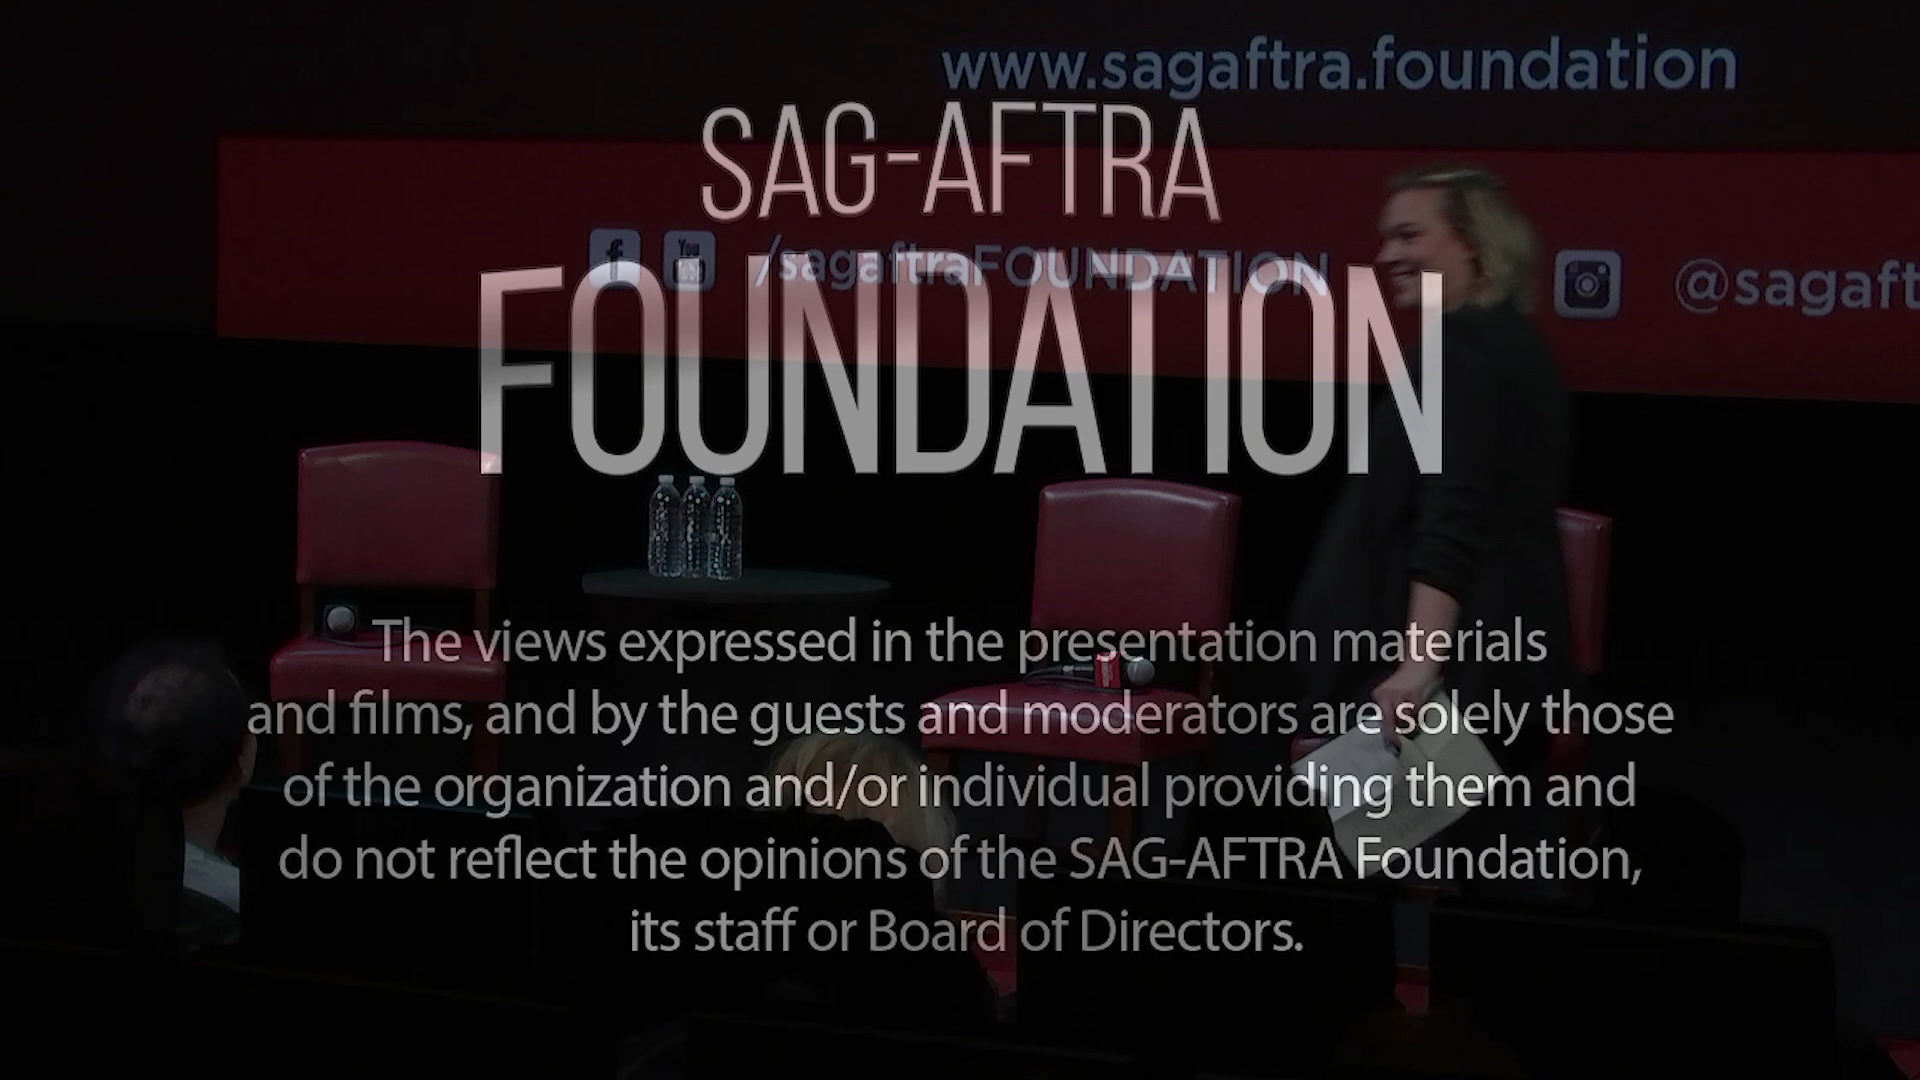 www.sagaftra.foundation
SAG-AFTRA
f You /sagaftraFOUNDATION @sagaft
FOUNDATION
The views expressed in the presentation materials
and films, and by the guests and moderators are solely those
of the organization and/or individual providing them and
do not reflect the opinions of the SAG-AFTRA Foundation,
its staff or Board of Directors.